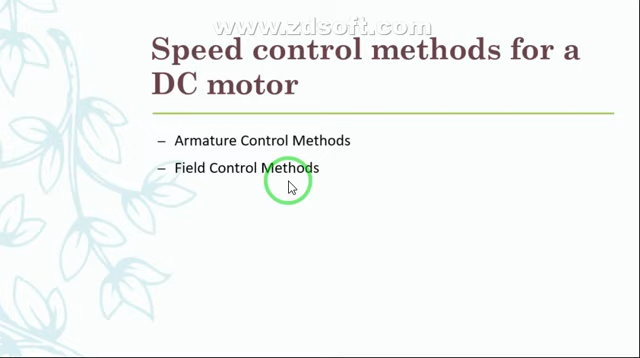 www.zdsoft.com
Speed control methods for a
DC motor
– Armature Control Methods
– Field Control Methods